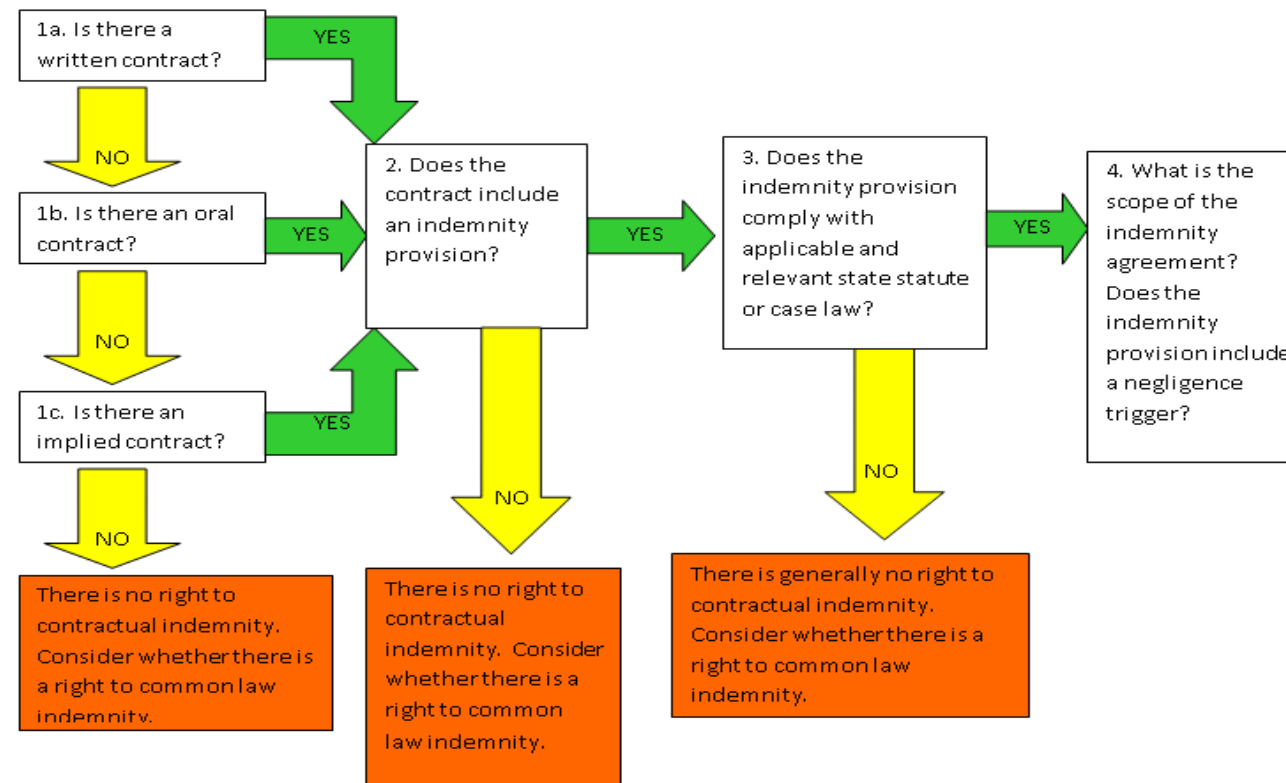 1a. Is there a
written contract?
YES
NO
1b. Is there an oral
contract?
YES
NO
1c. Is there an
implied contract?
YES
NO
There is no right to
contractual indemnity.
Consider whether there is
a right to common law
indemnity.
2. Does the
contract include
an indemnity
provision?
YES
NO
There is no right to
contractual
indemnity. Consider
whether there is a
right to common
law indemnity.
3. Does the
indemnity provision
comply with
applicable and
relevant state statute
or case law?
YES
NO
There is generally no right to
contractual indemnity.
Consider whether there is a
right to common law
indemnity.
4. What is the
scope of the
indemnity
agreement?
Does the
indemnity
provision include
a negligence
trigger?